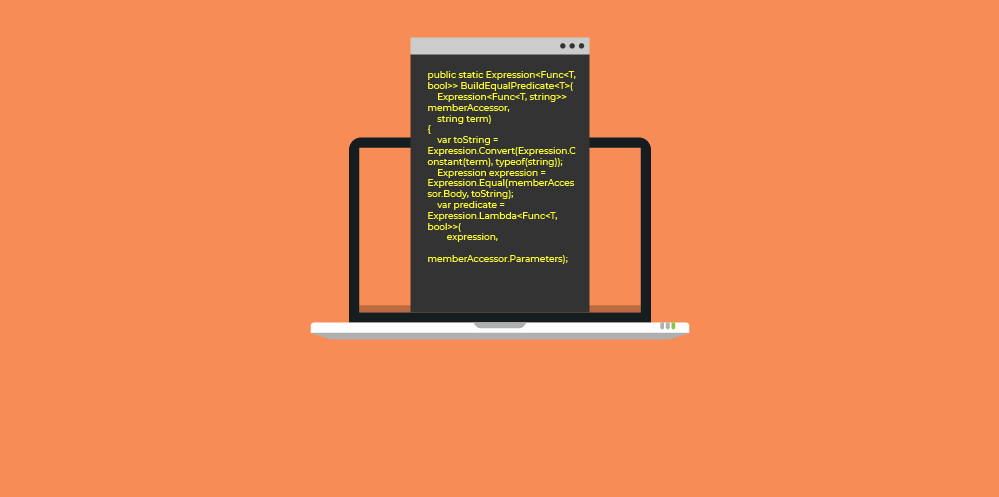 public static Expression<Func<T,
bool>> BuildEqualPredicate<T>(
    Expression<Func<T, string>>
memberAccessor,
    string term)
{
    var toString =
Expression.Convert(Expression.C
onstant(term), typeof(string));
    Expression expression =
Expression.Equal(memberAcces
sor.Body, toString);
    var predicate =
Expression.Lambda<Func<T,
bool>>(
        expression,
memberAccessor.Parameters);